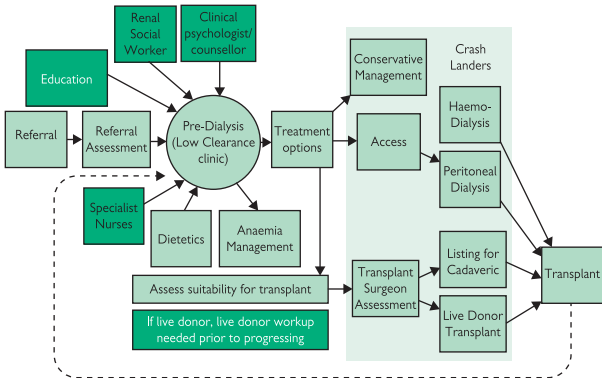 Renal
Social
Worker
Clinical
psychologist/
counsellor
Education
Crash
Landers
Conservative
Management
Referral
Referral
Assessment
Pre-Dialysis
(Low Clearance
clinic)
Treatment
options
Access
Haemo-
Dialysis
Peritoneal
Dialysis
Specialist
Nurses
Dietetics
Anaemia
Management
Assess suitability for transplant
If live donor, live donor workup
needed prior to progressing
Transplant
Surgeon
Assessment
Listing for
Cadaveric
Live Donor
Transplant
Transplant